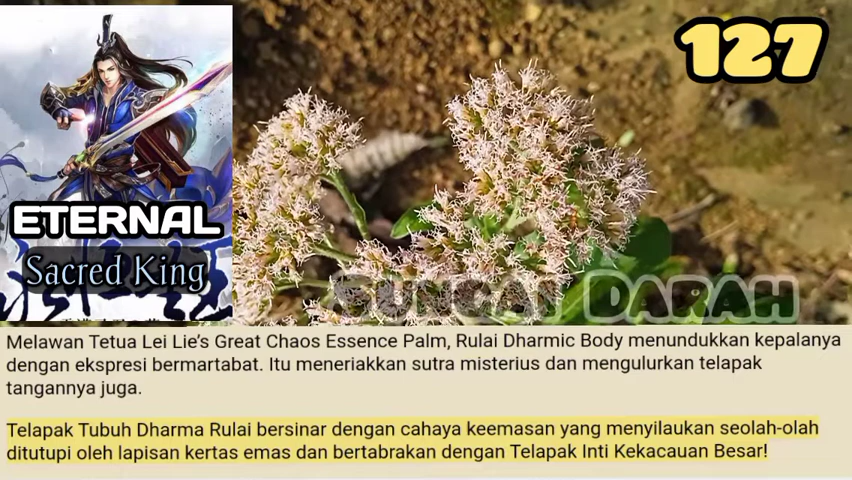 127
ETERNAL
Sacred King
SUNGAI DARAH
Melawan Tetua Lei Lie's Great Chaos Essence Palm, Rulai Dharmic Body menundukkan kepalanya
dengan ekspresi bermartabat. Itu meneriakkan sutra misterius dan mengulurkan telapak
tangannya juga.
Telapak Tubuh Dharma Rulai bersinar dengan cahaya keemasan yang menyilaukan seolah-olah
ditutupi oleh lapisan kertas emas dan bertabrakan dengan Telapak Inti Kekacauan Besar!